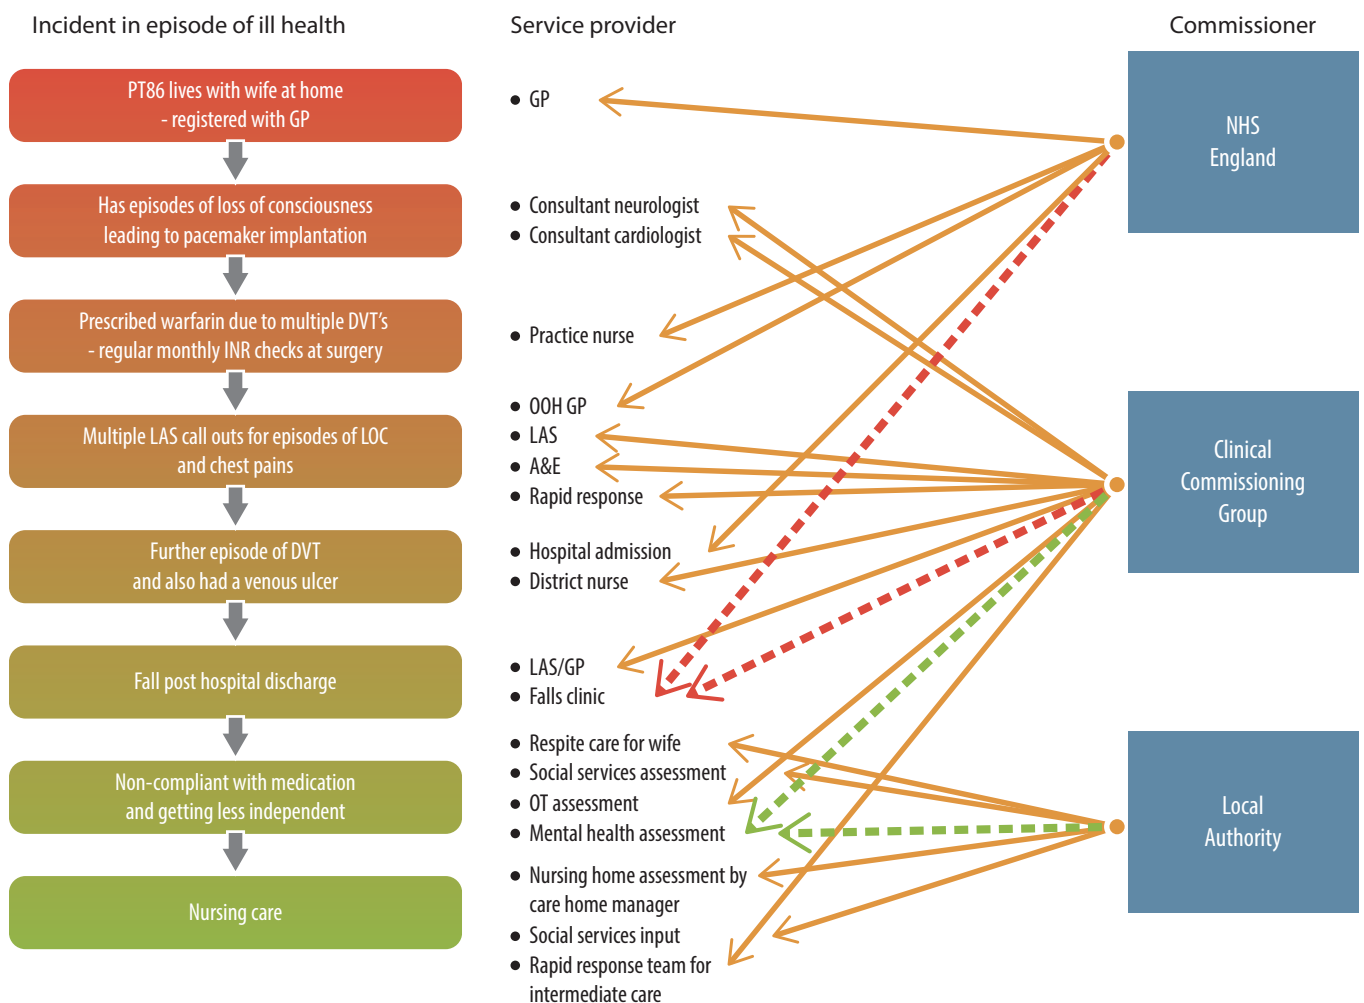 Incident in episode of ill health
Service provider
Commissioner
PT86 lives with wife at home
- registered with GP
Has episodes of loss of consciousness
leading to pacemaker implantation
Prescribed warfarin due to multiple DVT's
- regular monthly INR checks at surgery
Multiple LAS call outs for episodes of LOC
and chest pains
Further episode of DVT
and also had a venous ulcer
Fall post hospital discharge
Non-compliant with medication
and getting less independent
Nursing care
• GP
• Consultant neurologist
• Consultant cardiologist
• Practice nurse
• OOH GP
• LAS
• A&E
• Rapid response
• Hospital admission
• District nurse
• LAS/GP
• Falls clinic
• Respite care for wife
• Social services assessment
• OT assessment
• Mental health assessment
• Nursing home assessment by
care home manager
• Social services input
• Rapid response team for
intermediate care
NHS
England
Clinical
Commissioning
Group
Local
Authority